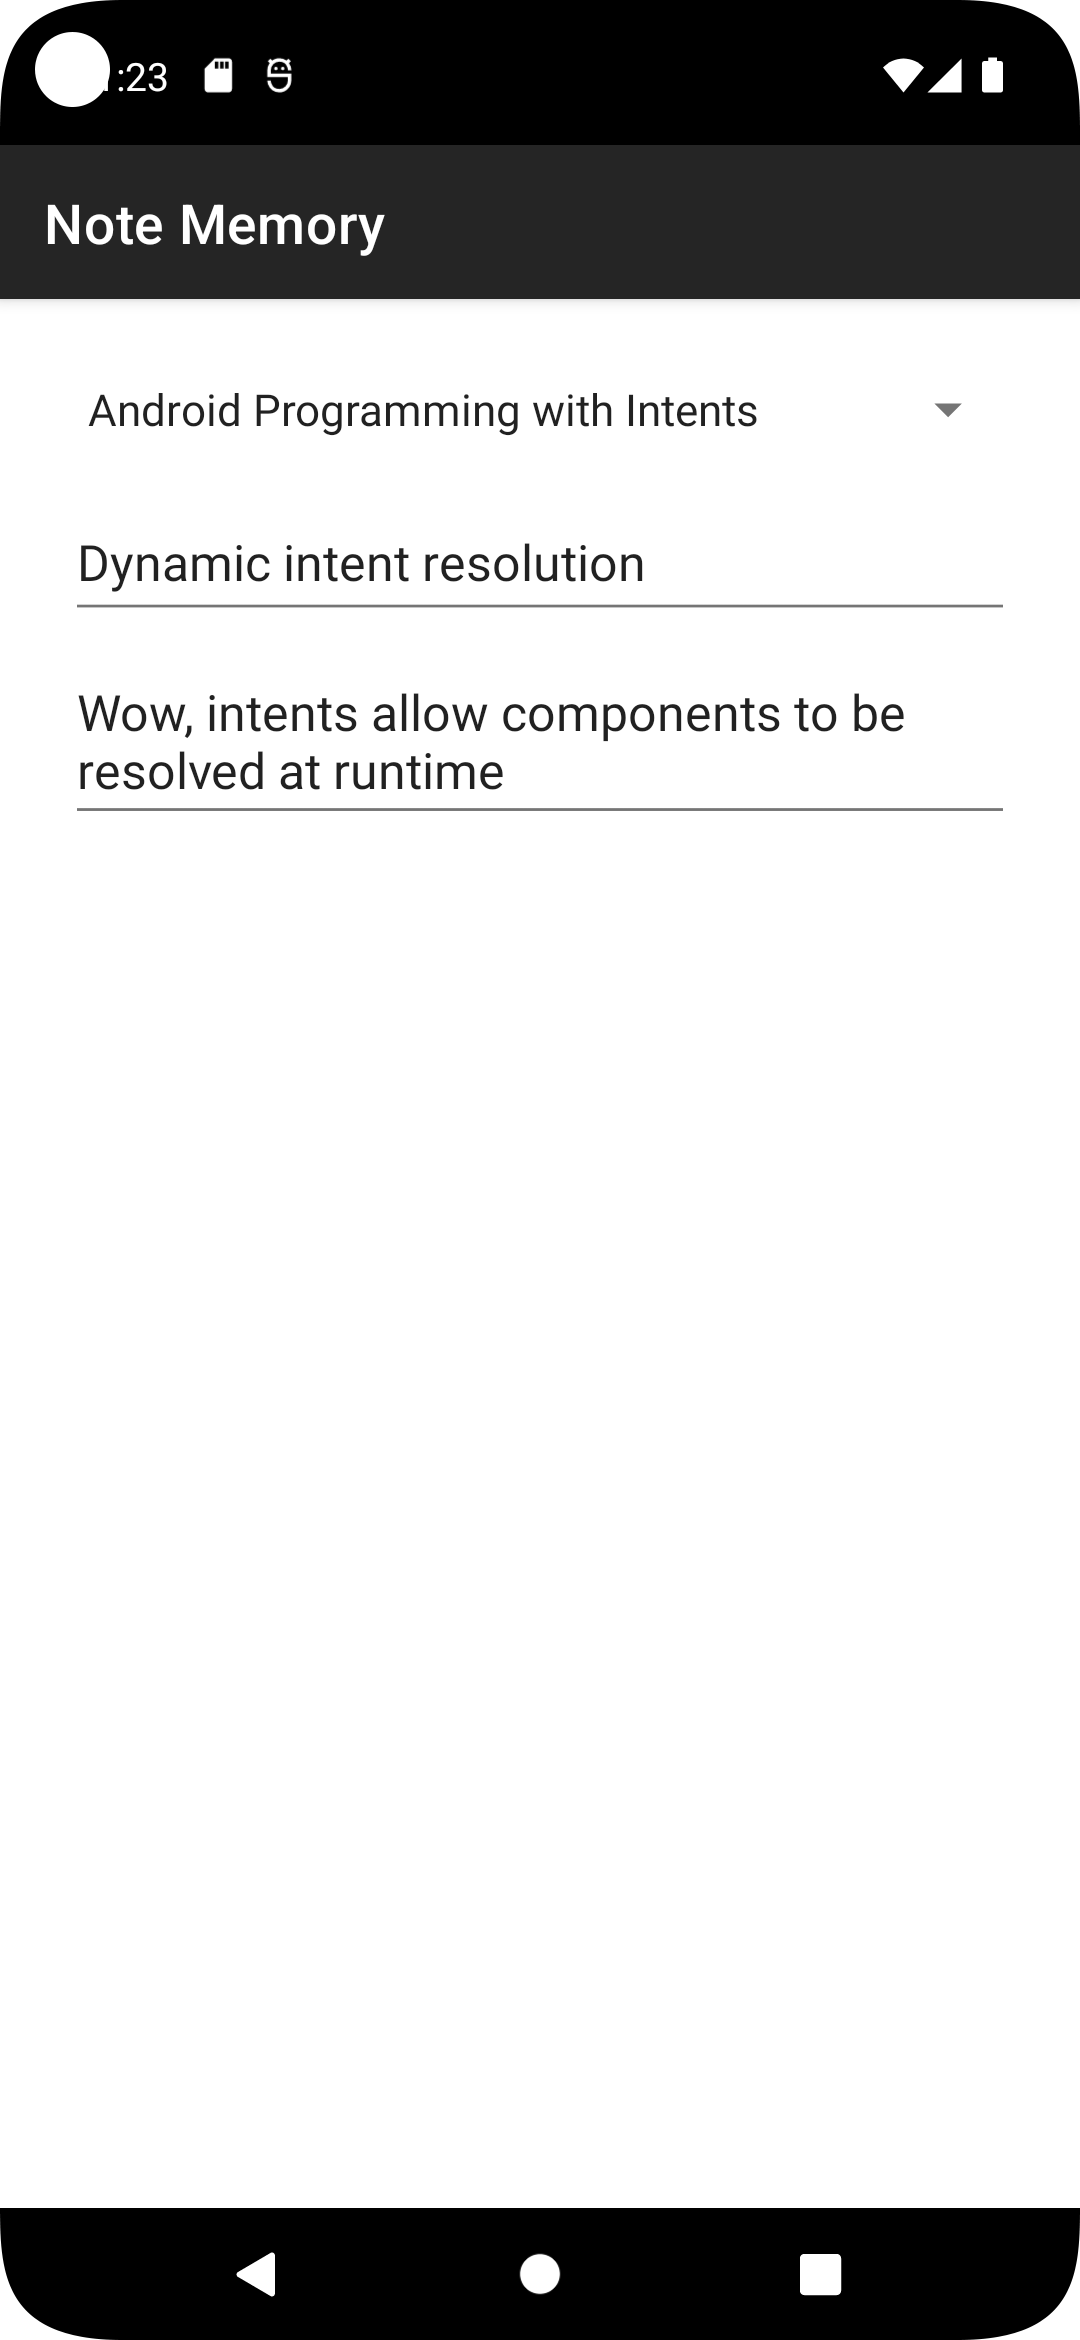 :23
Note Memory
Android Programming with Intents
Dynamic intent resolution
Wow, intents allow components to be
resolved at runtime